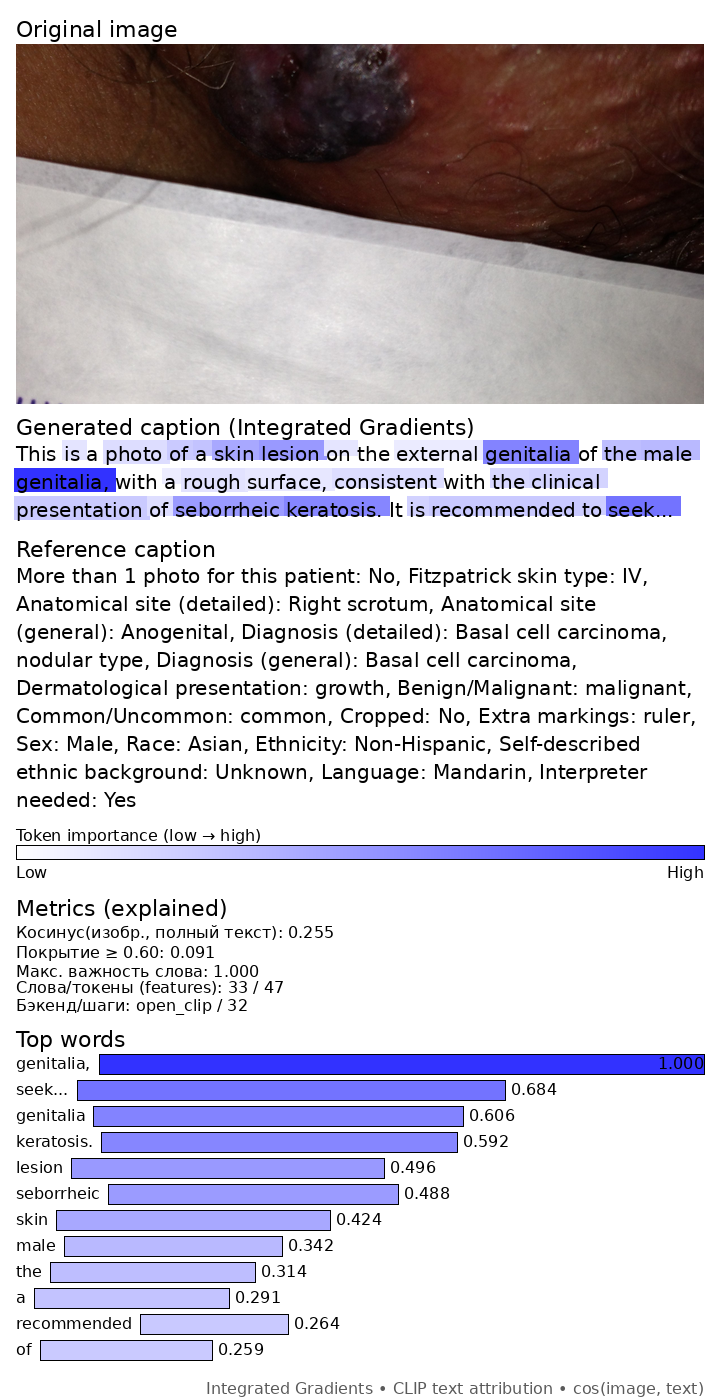 Original image
Generated caption (Integrated Gradients)
This is a photo of a skin lesion on the external genitalia of the male
genitalia, with a rough surface, consistent with the clinical
presentation of seborrheic keratosis. It is recommended to seek...
Reference caption
More than 1 photo for this patient: No, Fitzpatrick skin type: IV,
Anatomical site (detailed): Right scrotum, Anatomical site
(general): Anogenital, Diagnosis (detailed): Basal cell carcinoma,
nodular type, Diagnosis (general): Basal cell carcinoma,
Dermatological presentation: growth, Benign/Malignant: malignant,
Common/Uncommon: common, Cropped: No, Extra markings: ruler,
Sex: Male, Race: Asian, Ethnicity: Non-Hispanic, Self-described
ethnic background: Unknown, Language: Mandarin, Interpreter
needed: Yes
Token importance (low → high)
Low High
Metrics (explained)
Косинус(изобр., полный текст): 0.255
Покрытие ≥ 0.60: 0.091
Макс. важность слова: 1.000
Слова/токены (features): 33 / 47
Бэкенд/шаги: open_clip / 32
Top words
genitalia, 1.000
seek... 0.684
genitalia 0.606
keratosis. 0.592
lesion 0.496
seborrheic 0.488
skin 0.424
male 0.342
the 0.314
a 0.291
recommended 0.264
of 0.259
Integrated Gradients • CLIP text attribution • cos(image, text)